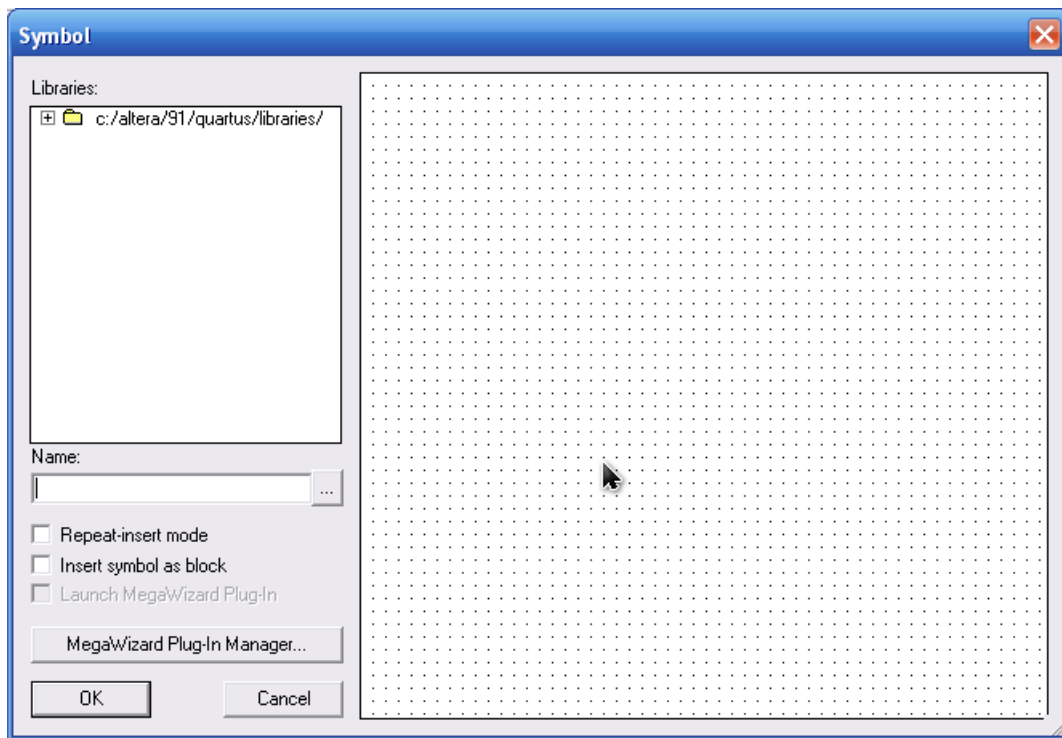 Symbol
Libraries:
c:/altera/91/quartus/libraries/
Name:
...
Repeat-insert mode
Insert symbol as block
Launch MegaWizard Plug-In
MegaWizard Plug-In Manager...
OK Cancel